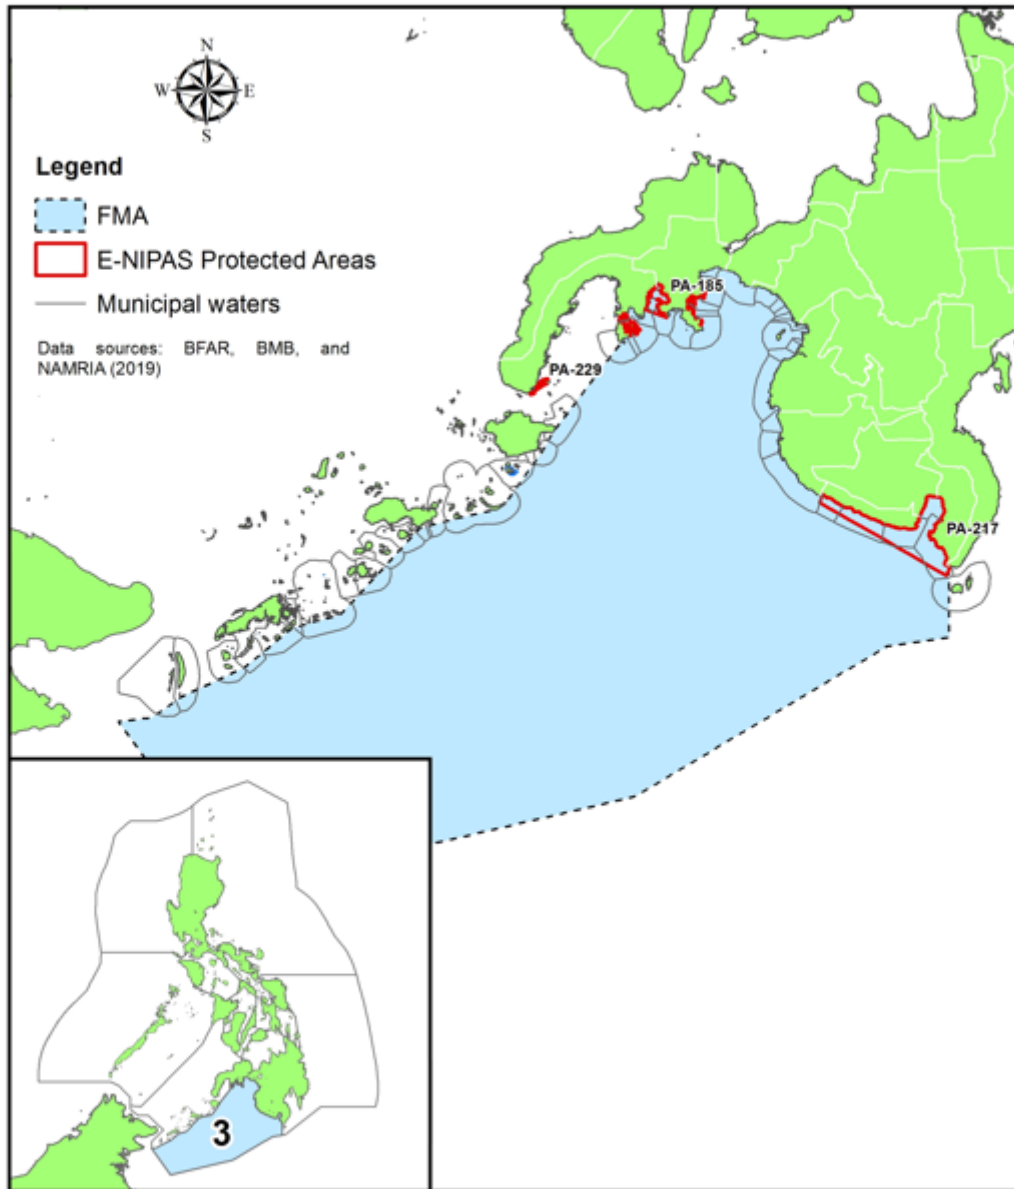 N
W E
S
Legend
FMA
E-NIPAS Protected Areas
Municipal waters
Data sources: BFAR, BMB, and
NAMRIA (2019)
PA-185
PA-229
PA-217
3